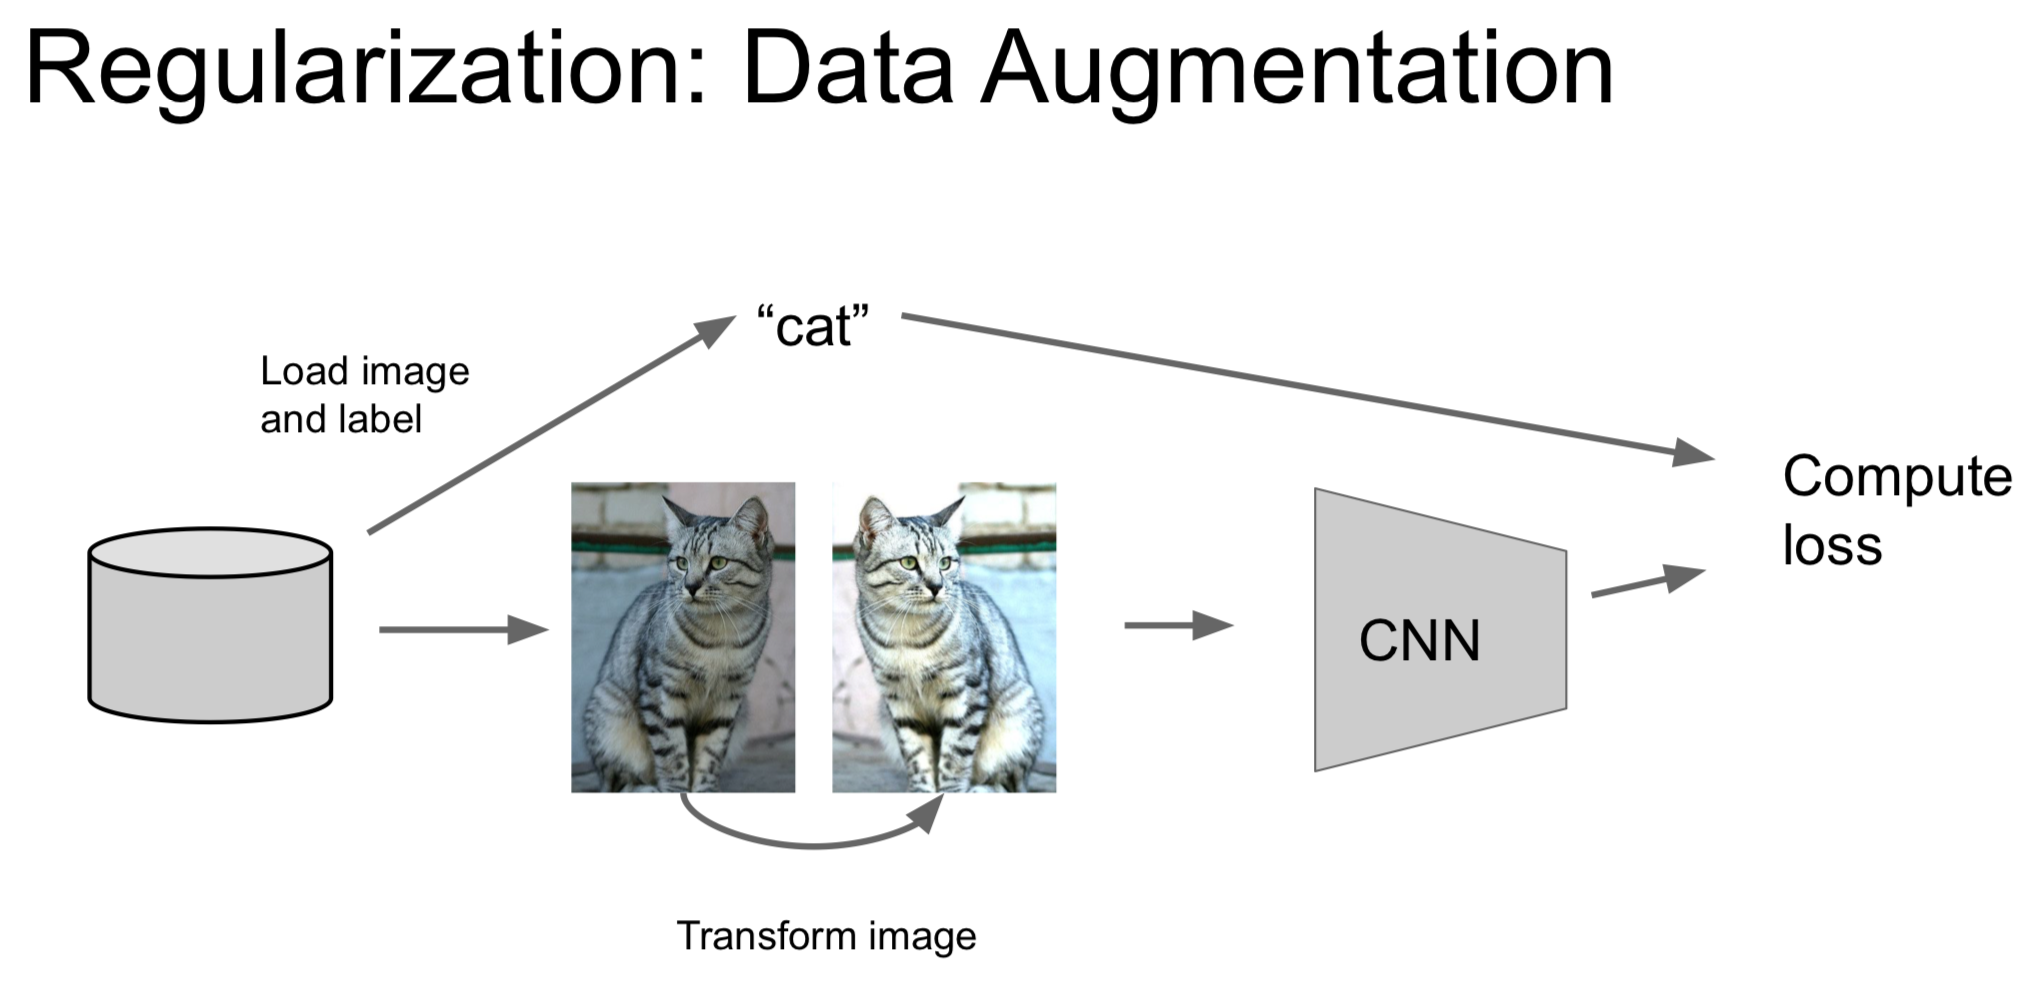 Regularization: Data Augmentation
“cat”
Load image
and label
Compute
loss
CNN
Transform image